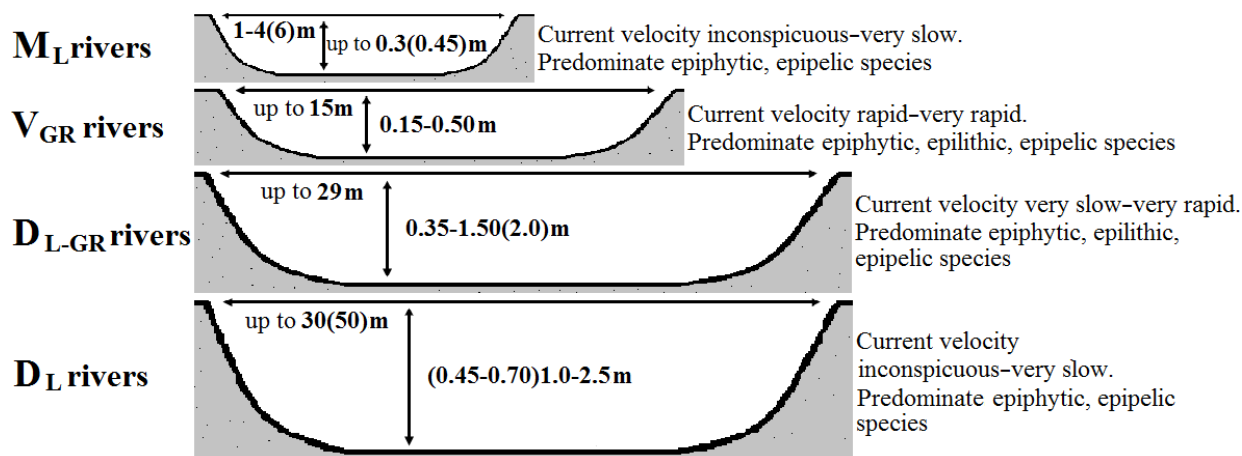 M L rivers
1-4(6)m
up to 0.3(0.45)m
Current velocity inconspicuous–very slow.
Predominate epiphytic, epipelic species
V GR rivers
up to 15m
0.15-0.50 m
Current velocity rapid–very rapid.
Predominate epiphytic, epilithic, epipelic species
D L-GR rivers
up to 29 m
0.35-1.50(2.0)m
Current velocity very slow–very rapid.
Predominate epiphytic, epilithic,
epipelic species
D L rivers
up to 30(50)m
(0.45-0.70)1.0-2.5 m
Current velocity
inconspicuous–very slow.
Predominate epiphytic, epipelic
species